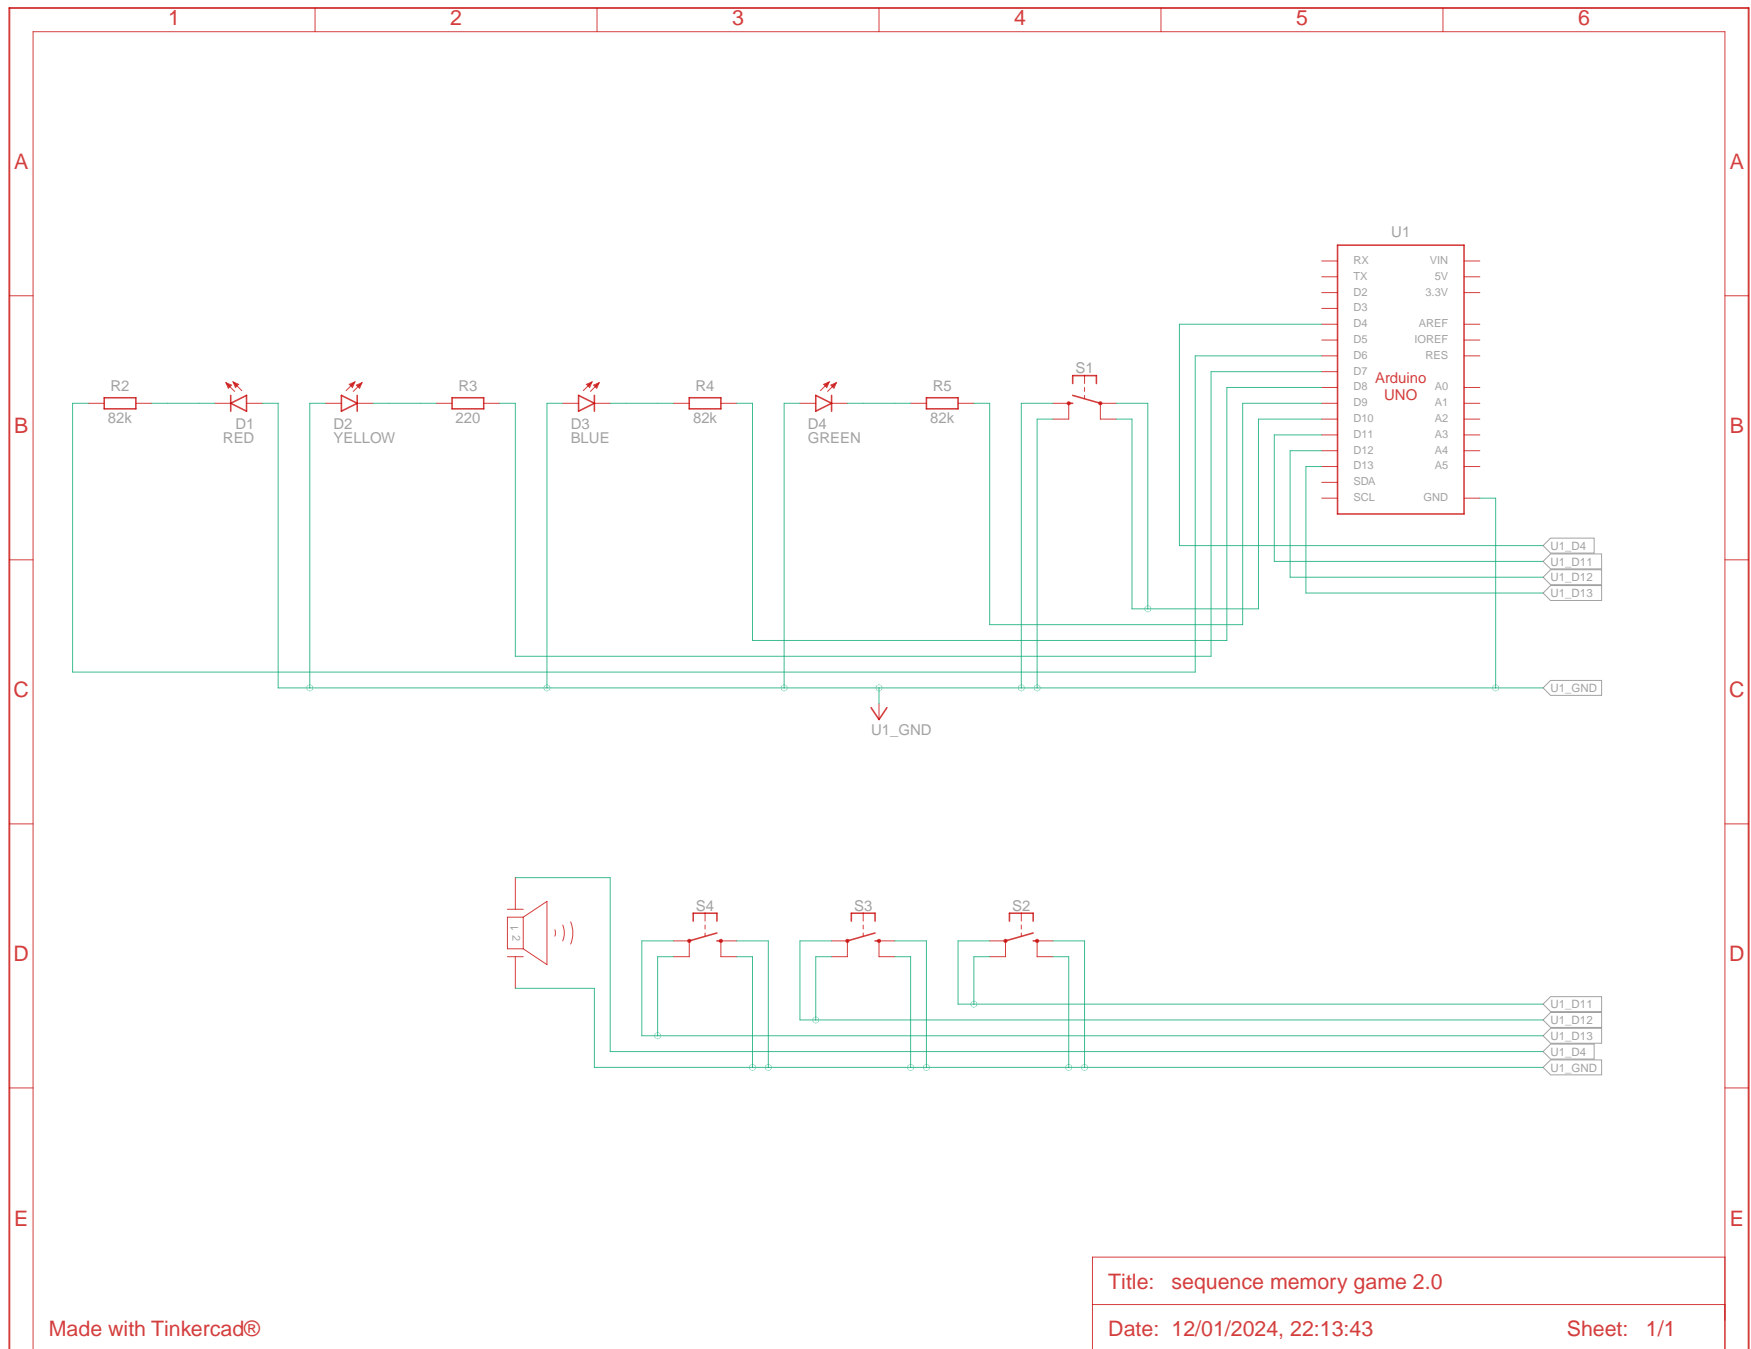 1 2 3 4 5 6
A A
U1
RX VIN
TX 5V
D2 3.3V
D3
D4 AREF
D5 IOREF
D6 RES
D7
Arduino
UNO
D8 A0
D9 A1
D10 A2
D11 A3
D12 A4
D13 A5
SDA
SCL GND
R2
82k
D1
RED
D2
YELLOW
R3
220
D3
BLUE
R4
82k
D4
GREEN
R5
82k
S1
B B
U1_D4
U1_D11
U1_D12
U1_D13
C C
U1_GND
U1_GND
1 2
S4 S3 S2
D D
U1_D11
U1_D12
U1_D13
U1_D4
U1_GND
E E
Title: sequence memory game 2.0
Made with Tinkercad®
Date: 12/01/2024, 22:13:43 Sheet: 1/1